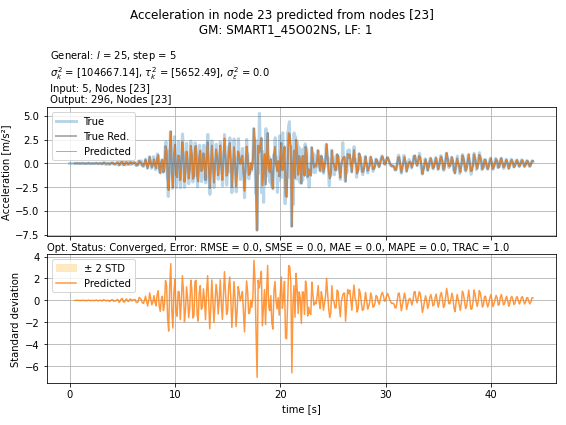 Acceleration in node 23 predicted from nodes [23]
GM: SMART1_45O02NS, LF: 1
General: l = 25, step = 5
σ²ₖ = [104667.14], τ²ₖ = [5652.49], σ²ₑ = 0.0
Input: 5, Nodes [23]
Output: 296, Nodes [23]
Acceleration [m/s²]
5.0
2.5
0.0
−2.5
−5.0
−7.5
True
True Red.
Predicted
Opt. Status: Converged, Error: RMSE = 0.0, SMSE = 0.0, MAE = 0.0, MAPE = 0.0, TRAC = 1.0
Standard deviation
4
2
0
−2
−4
−6
± 2 STD
Predicted
0
10
20
30
40
time [s]